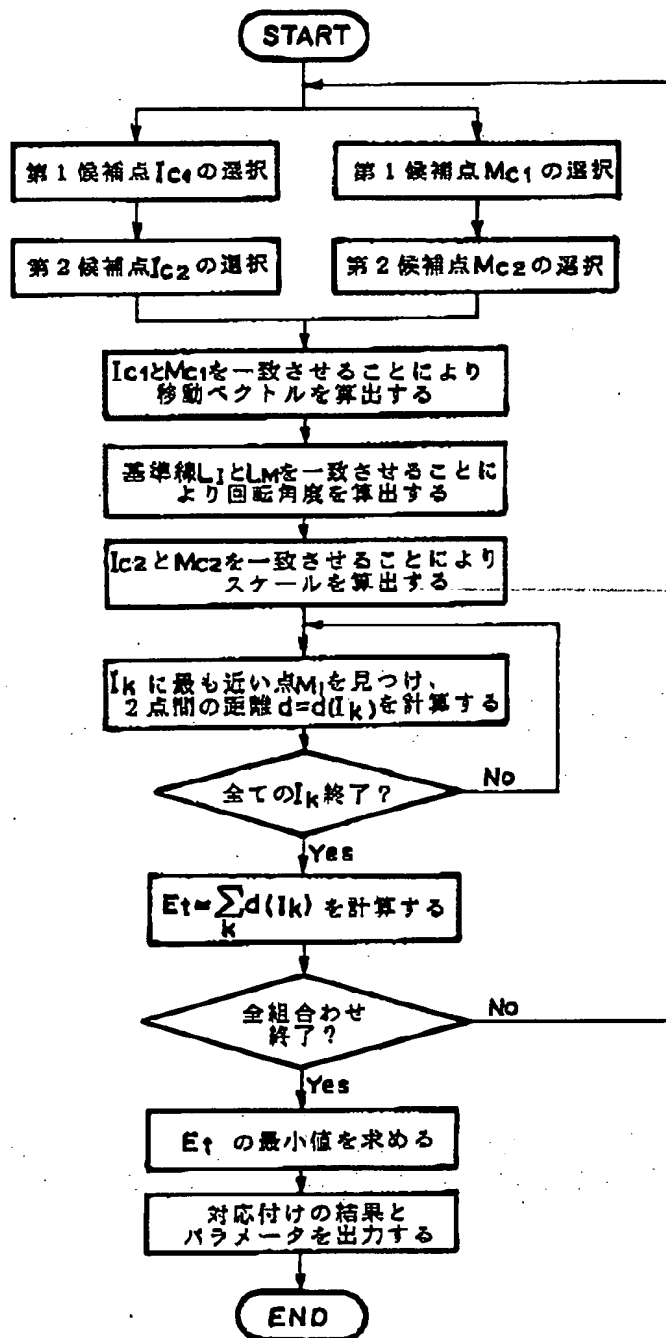 START
第1候補点Ic1の選択
第1候補点Mc1の選択
第2候補点Ic2の選択
第2候補点Mc2の選択
Ic1とMc1を一致させることにより
移動ベクトルを算出する
基準線LIとLMを一致させることに
より回転角度を算出する
Ic2とMc2を一致させることにより
スケールを算出する
Ikに最も近い点Mlを見つけ、
2点間の距離d=d(Ik)を計算する
全てのIk終了?
No
Yes
Et=∑k d(Ik)を計算する
全組合わせ
終了?
No
Yes
Etの最小値を求める
対応付けの結果と
パラメータを出力する
END